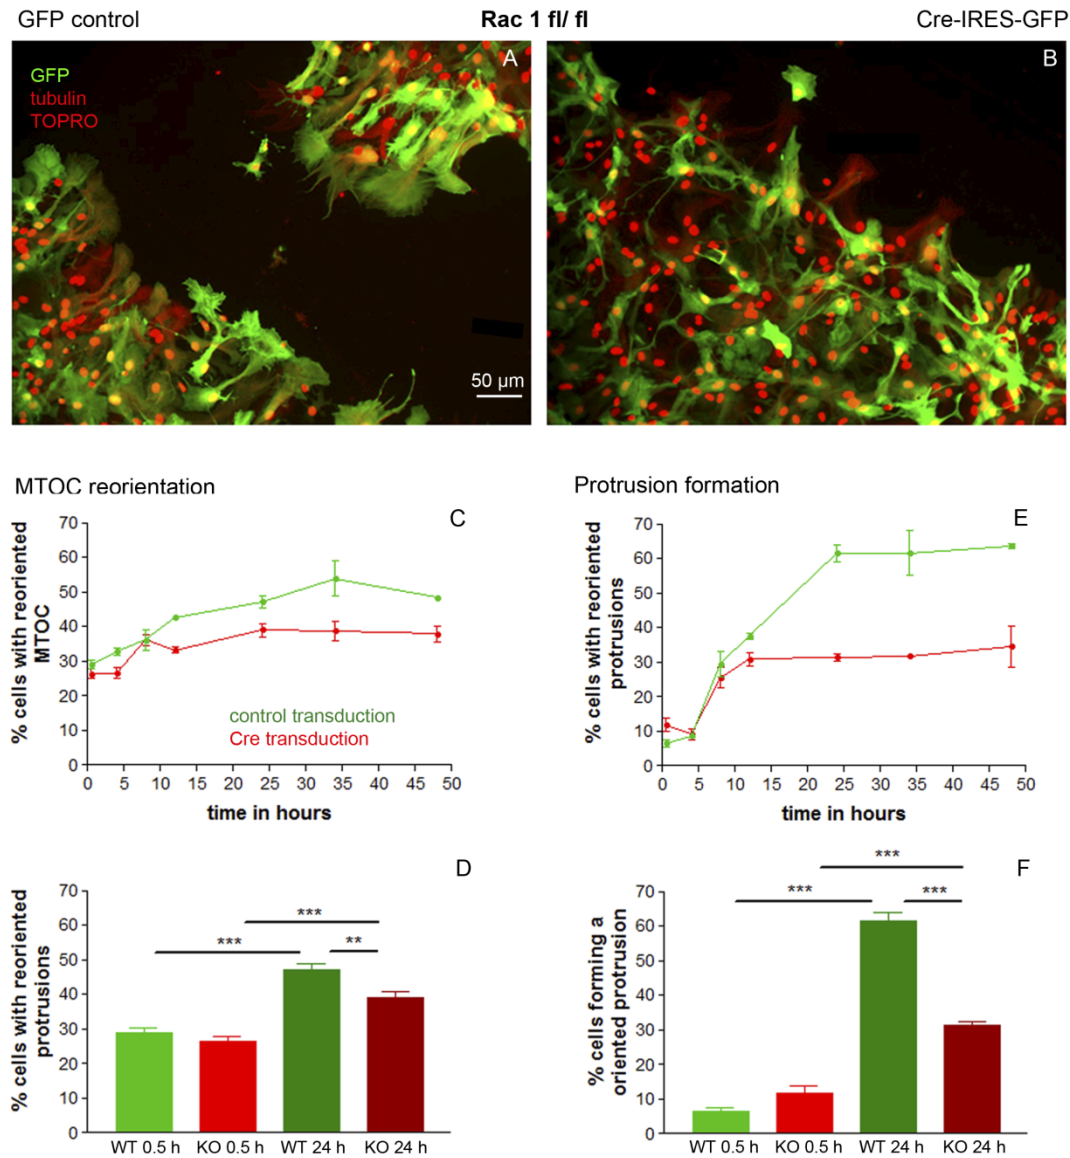 GFP control
Rac 1 fl/ fl
Cre-IRES-GFP
A
GFP
tubulin
TOPRO
50 µm
B
MTOC reorientation
C
% cells with reoriented
MTOC
70
60
50
40
30
20
10
0
control transduction
Cre transduction
0 5 10 15 20 25 30 35 40 45 50
time in hours
Protrusion formation
E
% cells with reoriented
protrusions
70
60
50
40
30
20
10
0
0 5 10 15 20 25 30 35 40 45 50
time in hours
D
% cells with reoriented
protrusions
70
60
50
40
30
20
10
0
***
***
**
WT 0.5 h KO 0.5 h WT 24 h KO 24 h
F
% cells forming a
oriented protrusion
70
60
50
40
30
20
10
0
***
***
***
WT 0.5 h KO 0.5 h WT 24 h KO 24 h